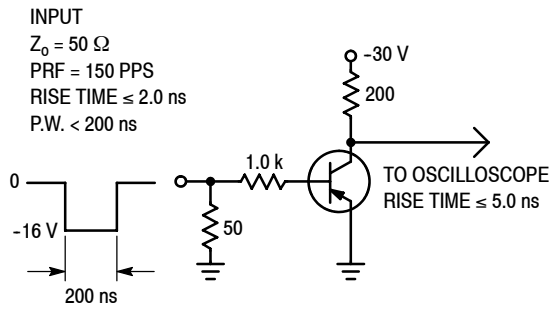 INPUT
Zo = 50 Ω
PRF = 150 PPS
RISE TIME ≤ 2.0 ns
P.W. < 200 ns
-30 V
200
1.0 k
TO OSCILLOSCOPE
RISE TIME ≤ 5.0 ns
0
50
-16 V
200 ns